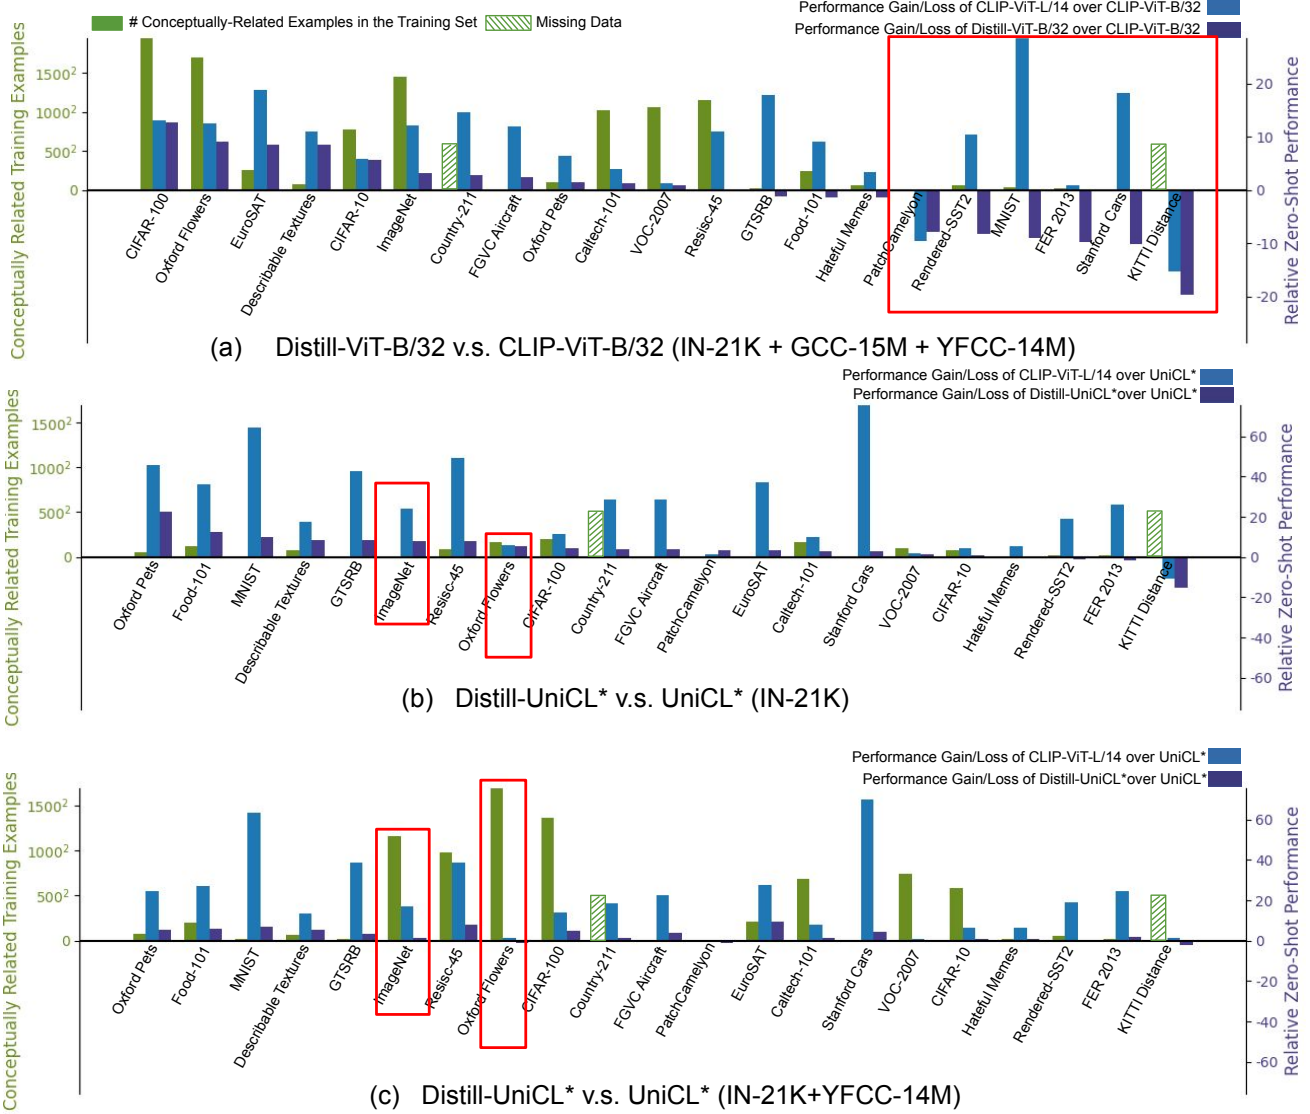 # Conceptually-Related Examples in the Training Set
Missing Data
Performance Gain/Loss of CLIP-ViT-L/14 over CLIP-ViT-B/32
Performance Gain/Loss of Distill-ViT-B/32 over CLIP-ViT-B/32
Conceptually Related Training Examples
1500²
1000²
500²
0
20
10
0
-10
-20
Relative Zero-Shot Performance
CIFAR-100
Oxford Flowers
EuroSAT
Describable Textures
CIFAR-10
ImageNet
Country-211
FGVC Aircraft
Oxford Pets
Caltech-101
VOC-2007
Resisc-45
GTSRB
Food-101
Hateful Memes
PatchCamelyon
Rendered-SST2
MNIST
FER 2013
Stanford Cars
KITTI Distance
(a) Distill-ViT-B/32 v.s. CLIP-ViT-B/32 (IN-21K + GCC-15M + YFCC-14M)
Performance Gain/Loss of CLIP-ViT-L/14 over UniCL*
Performance Gain/Loss of Distill-UniCL*over UniCL*
Conceptually Related Training Examples
1500²
1000²
500²
0
60
40
20
0
-20
-40
-60
Relative Zero-Shot Performance
Oxford Pets
Food-101
MNIST
Describable Textures
GTSRB
ImageNet
Resisc-45
Oxford Flowers
CIFAR-100
Country-211
FGVC Aircraft
PatchCamelyon
EuroSAT
Caltech-101
Stanford Cars
VOC-2007
CIFAR-10
Hateful Memes
Rendered-SST2
FER 2013
KITTI Distance
(b) Distill-UniCL* v.s. UniCL* (IN-21K)
Performance Gain/Loss of CLIP-ViT-L/14 over UniCL*
Performance Gain/Loss of Distill-UniCL*over UniCL*
Conceptually Related Training Examples
1500²
1000²
500²
0
60
40
20
0
-20
-40
-60
Relative Zero-Shot Performance
Oxford Pets
Food-101
MNIST
Describable Textures
GTSRB
ImageNet
Resisc-45
Oxford Flowers
CIFAR-100
Country-211
FGVC Aircraft
PatchCamelyon
EuroSAT
Caltech-101
Stanford Cars
VOC-2007
CIFAR-10
Hateful Memes
Rendered-SST2
FER 2013
KITTI Distance
(c) Distill-UniCL* v.s. UniCL* (IN-21K+YFCC-14M)